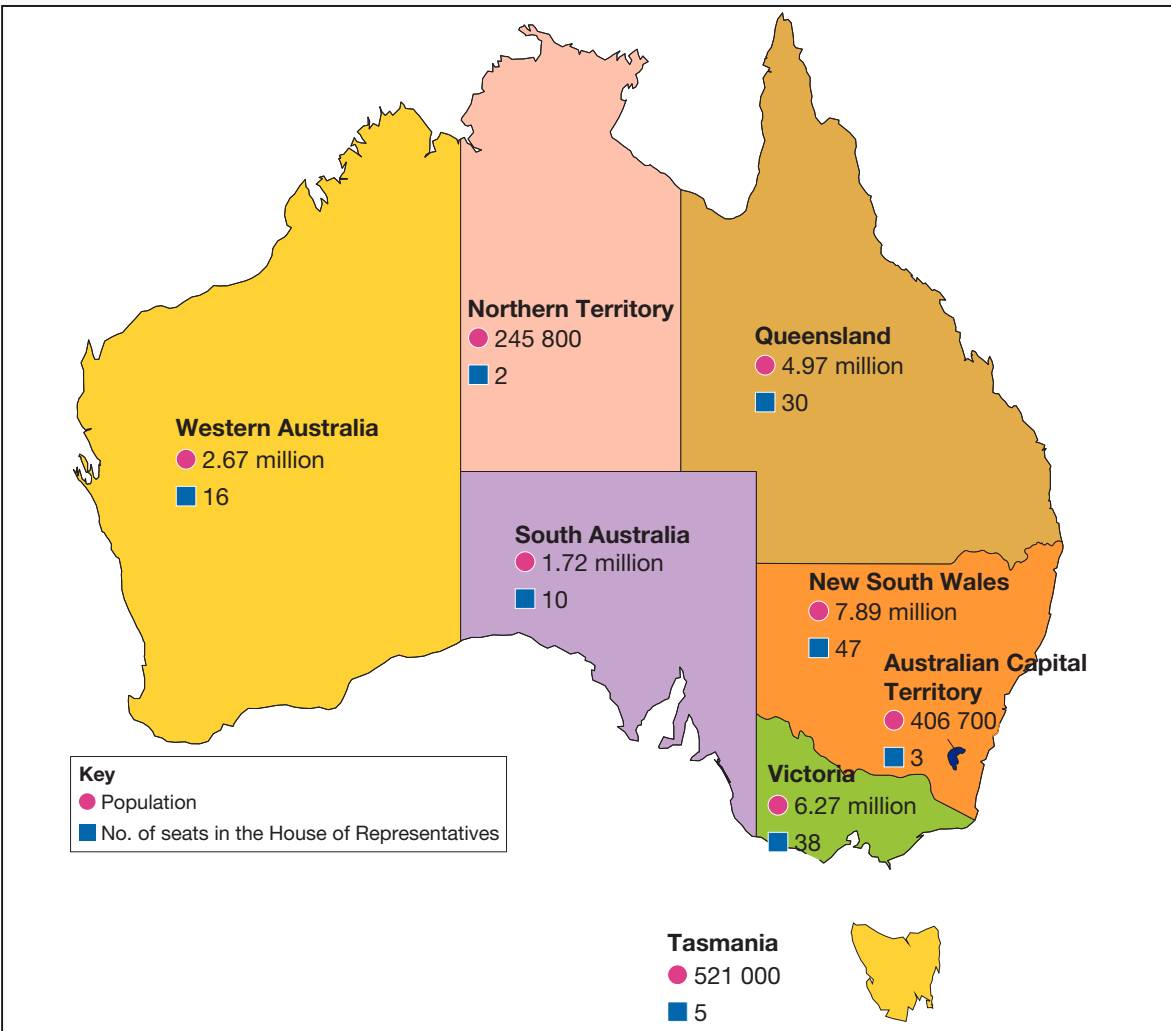 Northern Territory
245 800
2
Queensland
4.97 million
30
Western Australia
2.67 million
16
South Australia
1.72 million
10
New South Wales
7.89 million
47
Australian Capital
Territory
406 700
3
Victoria
6.27 million
38
Key
Population
No. of seats in the House of Representatives
Tasmania
521 000
5